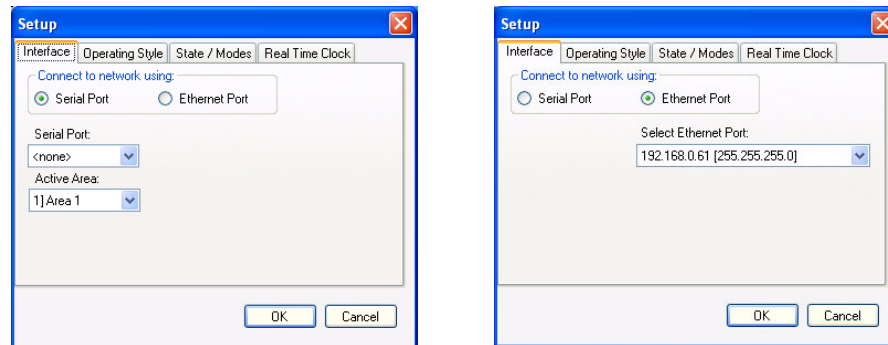 Setup
Interface Operating Style State / Modes Real Time Clock
Connect to network using:
Serial Port Ethernet Port
Serial Port:
<none>
Active Area:
1] Area 1
OK Cancel
Setup
Interface Operating Style State / Modes Real Time Clock
Connect to network using:
Serial Port Ethernet Port
Select Ethernet Port:
192.168.0.61 [255.255.255.0]
OK Cancel